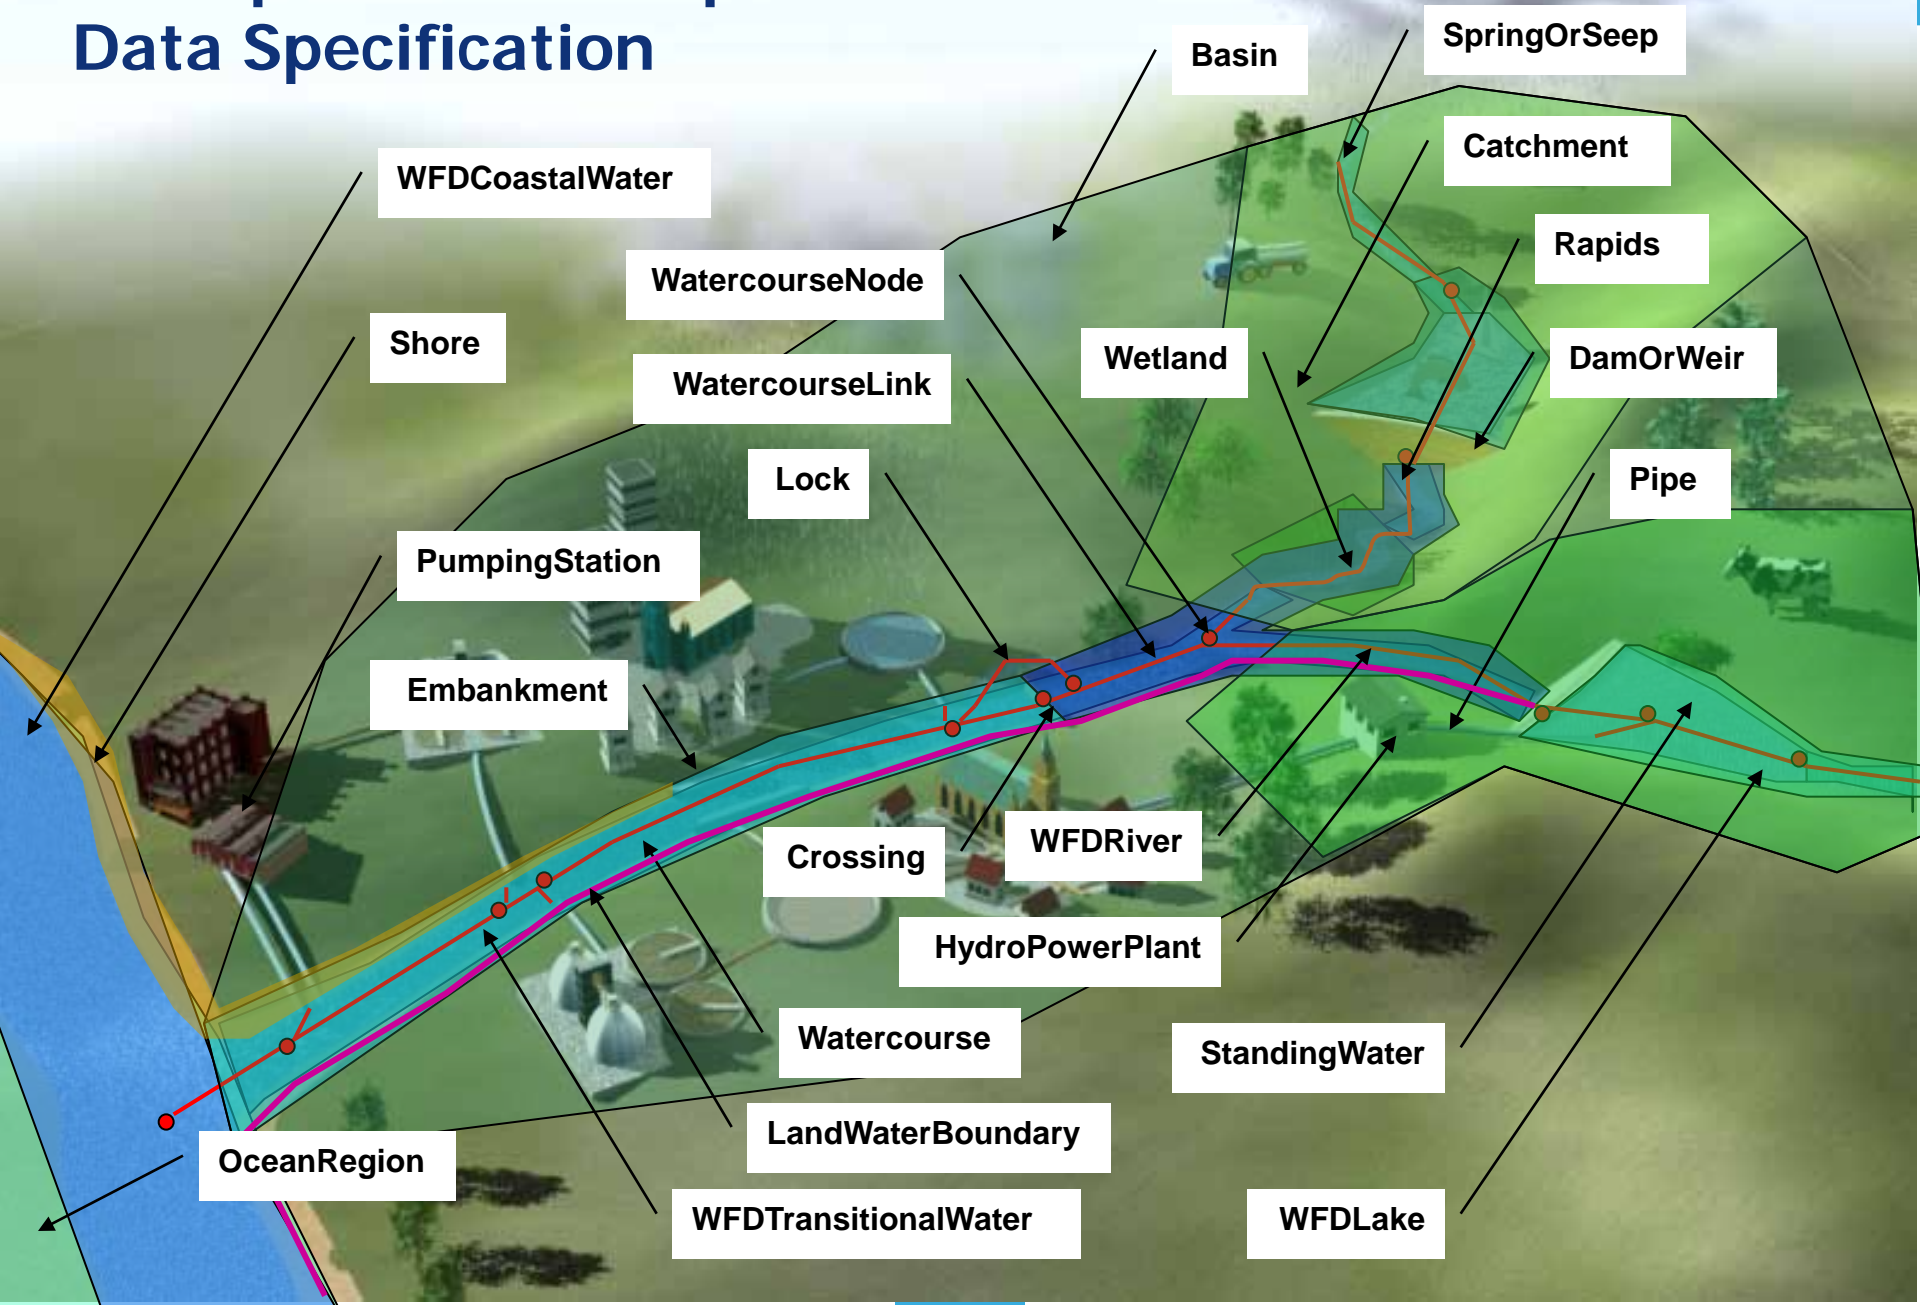 Data Specification
SpringOrSeep
Basin
Catchment
WFDCoastalWater
Rapids
WatercourseNode
Shore
Wetland
DamOrWeir
WatercourseLink
Lock
Pipe
PumpingStation
Embankment
WFDRiver
Crossing
HydroPowerPlant
Watercourse
StandingWater
LandWaterBoundary
OceanRegion
WFDTransitionalWater
WFDLake